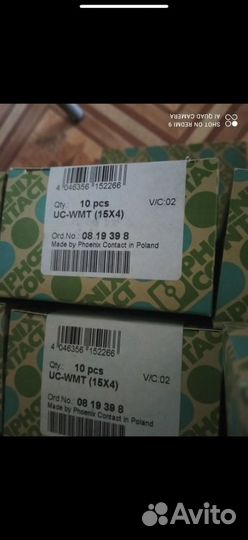 SHOT ON REDMI 9
AI QUAD CAMERA
4 046356 152266
Qty.: 10 pcs V/C:02
UC-WMT (15X4)
Ord.No.: 08 19 39 8
Made by Phoenix Contact in Poland
PHOENIX
CONTACT
4 046356 152266
Qty.: 10 pcs V/C:02
UC-WMT (15X4)
Ord.No.: 08 19 39 8
Made by Phoenix Contact in Poland
Avito